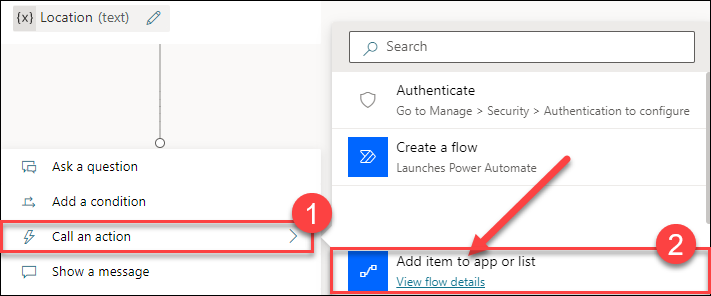 {x} Location (text)
Search
Authenticate
Go to Manage > Security > Authentication to configure
Create a flow
Launches Power Automate
Ask a question
Add a condition
Call an action
1
Show a message
2
Add item to app or list
View flow details